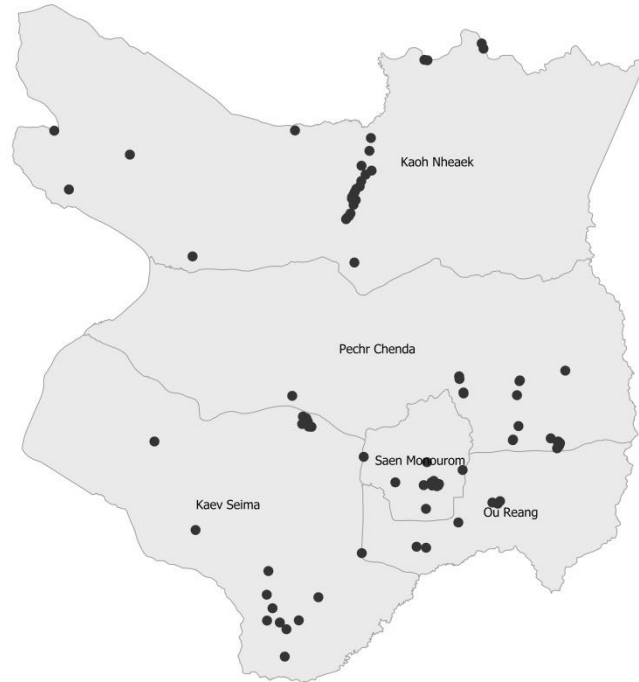 Kaoh Nheaek
Pechr Chenda
Saen Monourom
Kaev Seima
Ou Reang